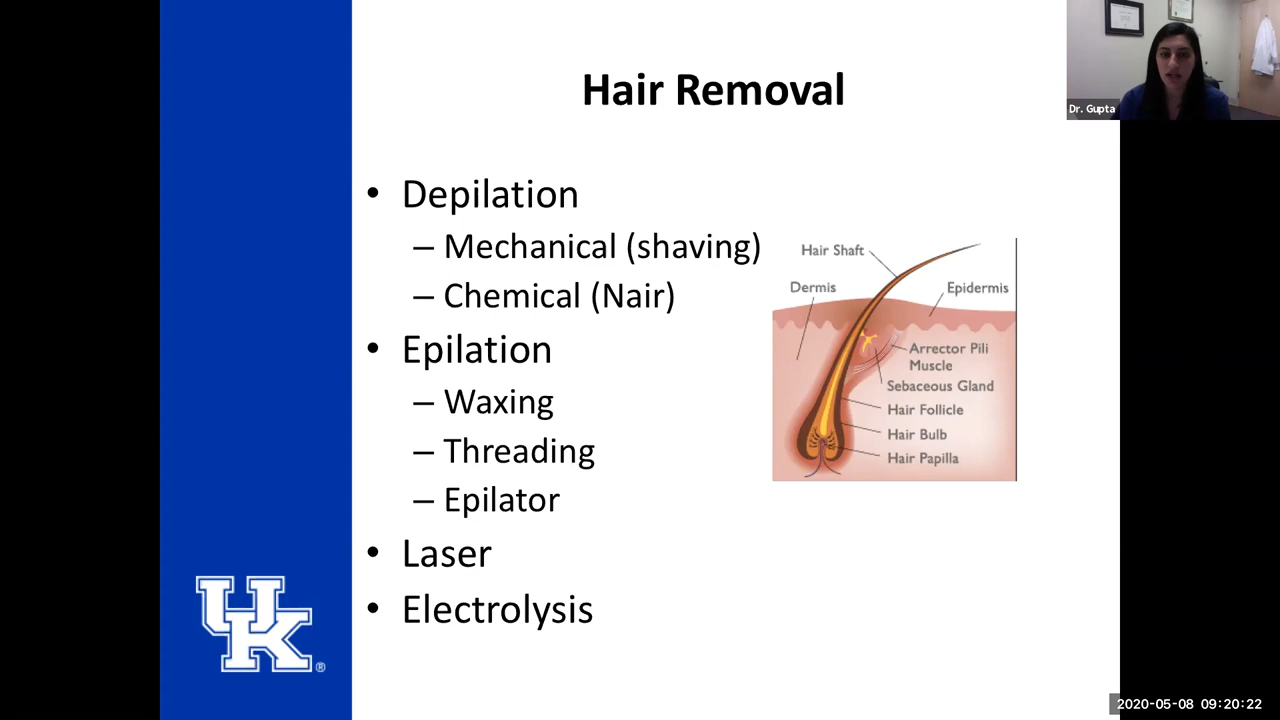 Hair Removal
Dr. Gupta
• Depilation
– Mechanical (shaving)
– Chemical (Nair)
• Epilation
– Waxing
– Threading
– Epilator
• Laser
• Electrolysis
Hair Shaft
Dermis
Epidermis
Arrector Pili
Muscle
Sebaceous Gland
Hair Follicle
Hair Bulb
Hair Papilla
UK®
2020-05-08 09:20:22